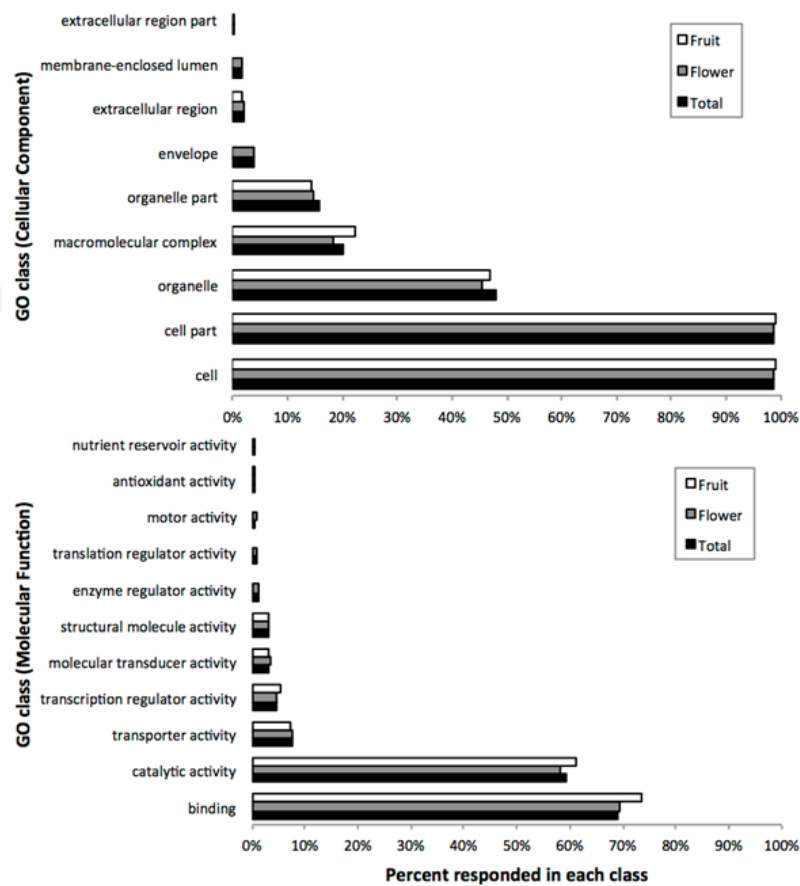 GO class (Cellular Component)
extracellular region part
membrane-enclosed lumen
extracellular region
envelope
organelle part
macromolecular complex
organelle
cell part
cell
0% 10% 20% 30% 40% 50% 60% 70% 80% 90% 100%
Fruit
Flower
Total
GO class (Molecular Function)
nutrient reservoir activity
antioxidant activity
motor activity
translation regulator activity
enzyme regulator activity
structural molecule activity
molecular transducer activity
transcription regulator activity
transporter activity
catalytic activity
binding
0% 10% 20% 30% 40% 50% 60% 70% 80% 90% 100%
Fruit
Flower
Total
Percent responded in each class